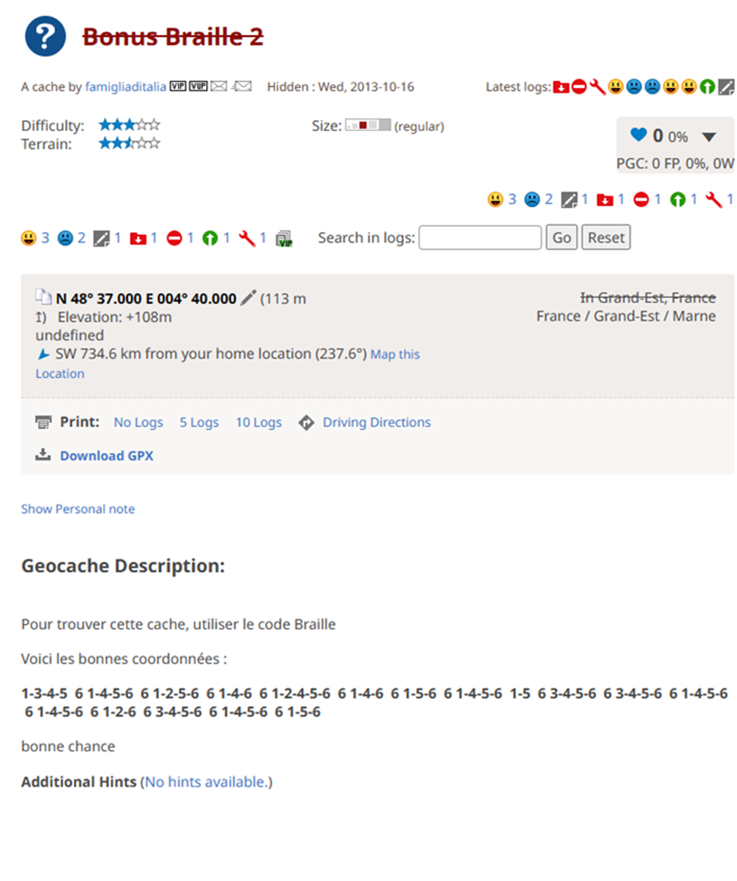 Bonus Braille 2
A cache by famigliaditalia VIP VUP Hidden : Wed, 2013-10-16 Latest logs:
Difficulty:
Size: (regular)
Terrain:
0 0%
PGC: 0 FP, 0%, 0W
3 2 1 1 1 1 1
3 2 1 1 1 1 1 VIP Search in logs: Go Reset
N 48° 37.000 E 004° 40.000 (113 m
In Grand-Est, France
Elevation: +108m
France / Grand-Est / Marne
undefined
SW 734.6 km from your home location (237.6°) Map this
Location
Print: No Logs 5 Logs 10 Logs Driving Directions
Download GPX
Show Personal note
Geocache Description:
Pour trouver cette cache, utiliser le code Braille
Voici les bonnes coordonnées :
1-3-4-5 6 1-4-5-6 6 1-2-5-6 6 1-4-6 6 1-2-4-5-6 6 1-4-6 6 1-5-6 6 1-4-5-6 1-5 6 3-4-5-6 6 3-4-5-6 6 1-4-5-6
6 1-4-5-6 6 1-2-6 6 3-4-5-6 6 1-4-5-6 6 1-5-6
bonne chance
Additional Hints (No hints available.)